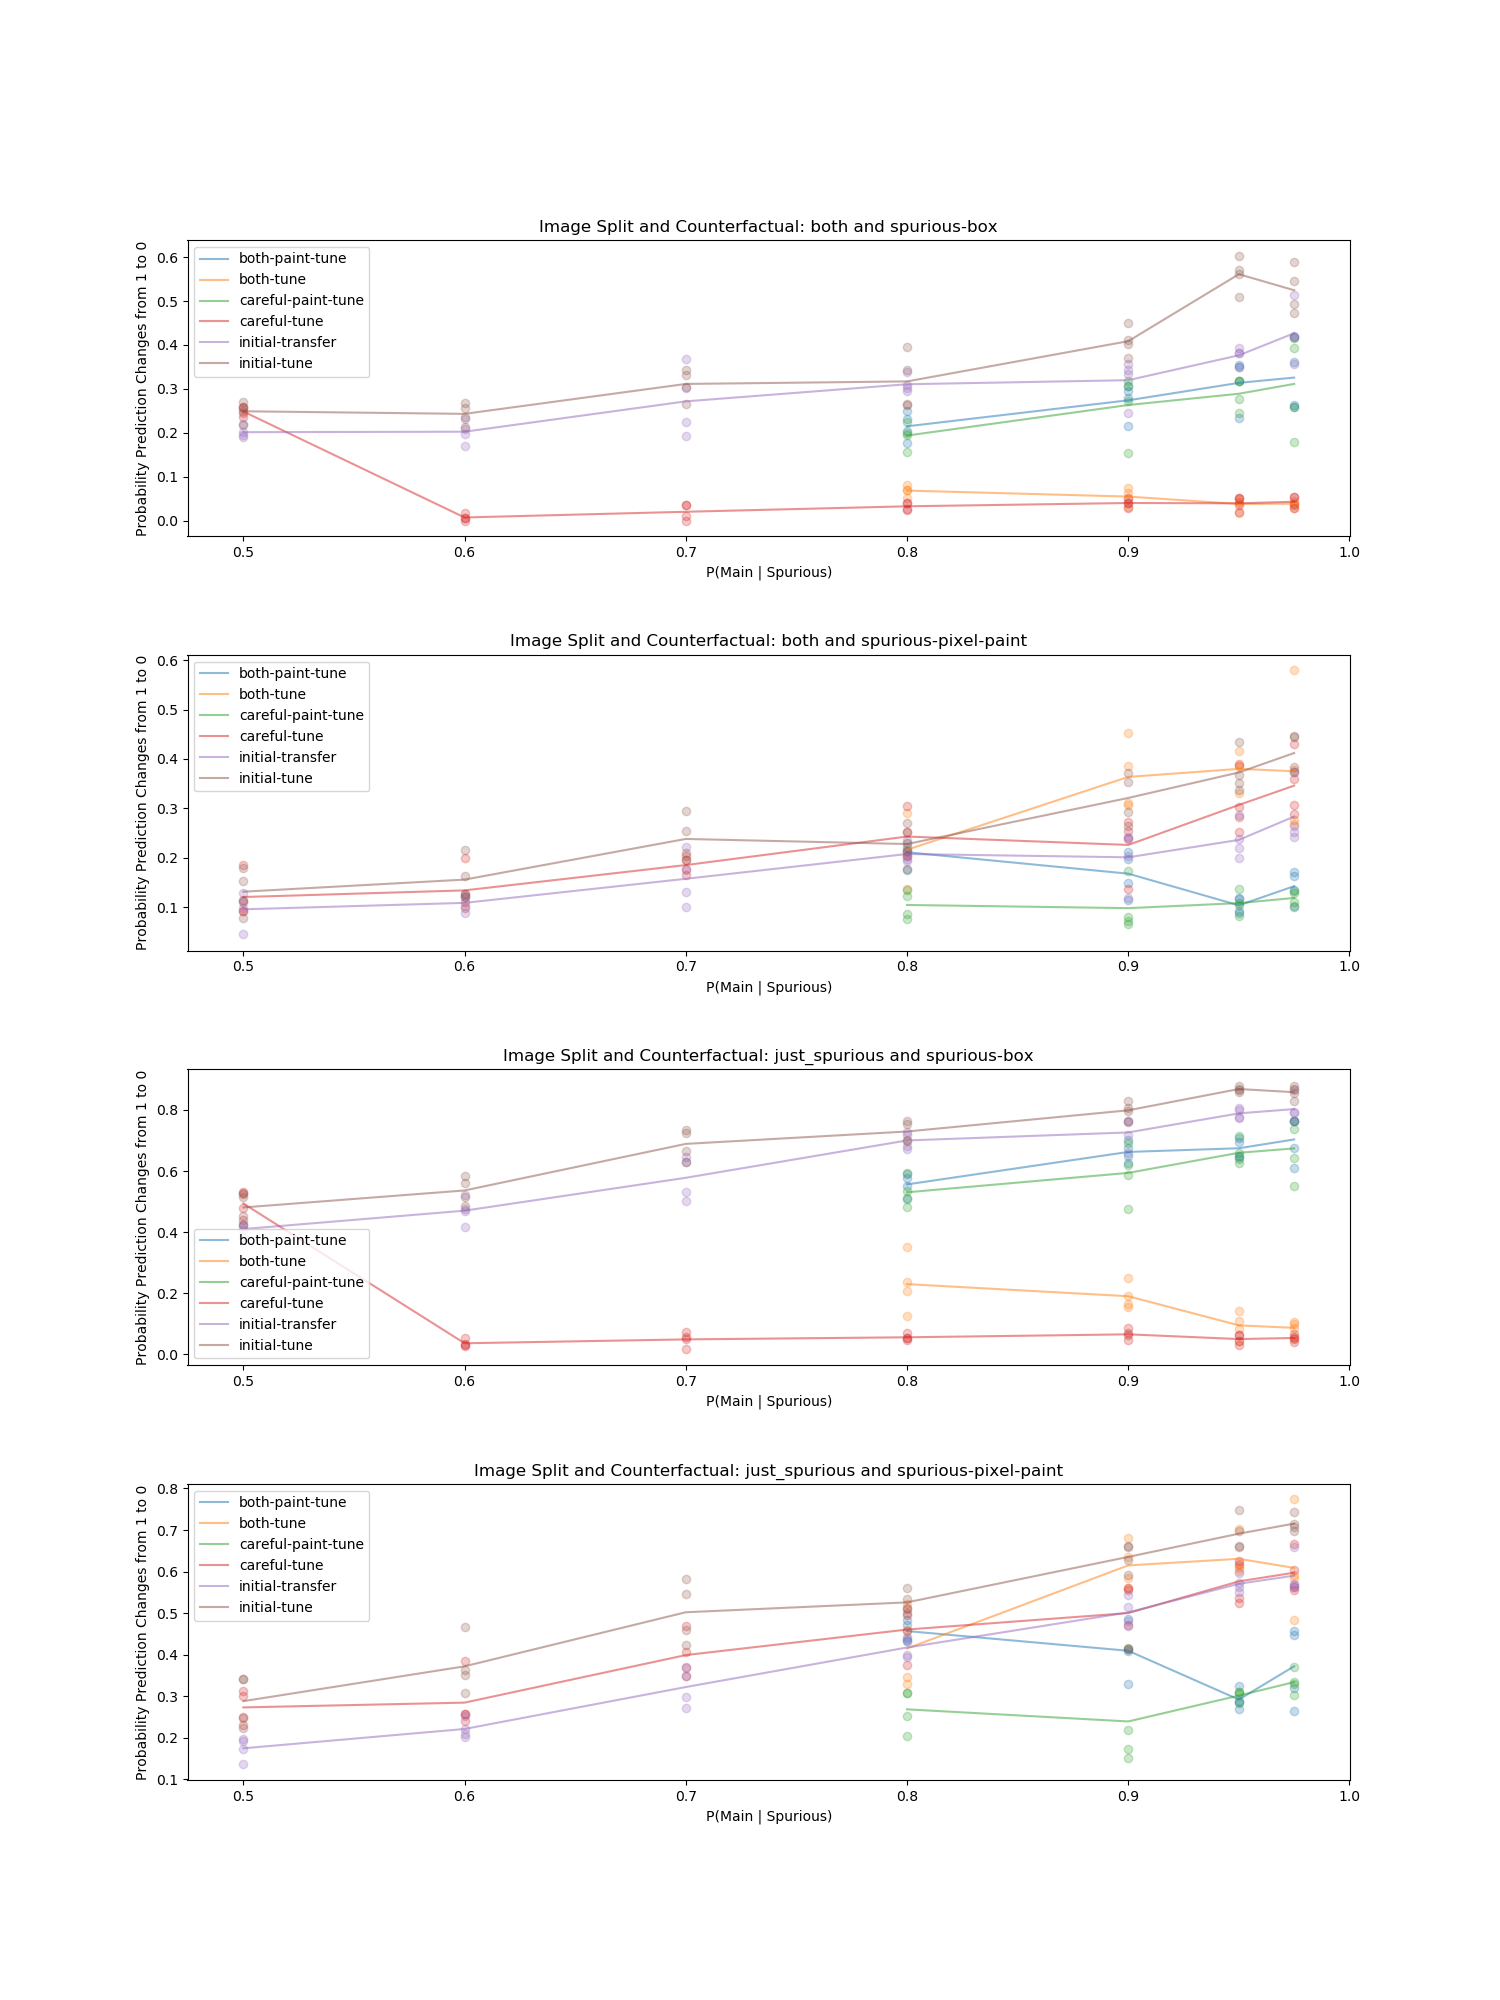 Image Split and Counterfactual: both and spurious-box
Probability Prediction Changes from 1 to 0
0.6
0.5
0.4
0.3
0.2
0.1
0.0
both-paint-tune
both-tune
careful-paint-tune
careful-tune
initial-transfer
initial-tune
0.5 0.6 0.7 0.8 0.9 1.0
P(Main | Spurious)
Image Split and Counterfactual: both and spurious-pixel-paint
Probability Prediction Changes from 1 to 0
0.6
0.5
0.4
0.3
0.2
0.1
both-paint-tune
both-tune
careful-paint-tune
careful-tune
initial-transfer
initial-tune
0.5 0.6 0.7 0.8 0.9 1.0
P(Main | Spurious)
Image Split and Counterfactual: just_spurious and spurious-box
Probability Prediction Changes from 1 to 0
0.8
0.6
0.4
0.2
0.0
both-paint-tune
both-tune
careful-paint-tune
careful-tune
initial-transfer
initial-tune
0.5 0.6 0.7 0.8 0.9 1.0
P(Main | Spurious)
Image Split and Counterfactual: just_spurious and spurious-pixel-paint
Probability Prediction Changes from 1 to 0
0.8
0.7
0.6
0.5
0.4
0.3
0.2
0.1
both-paint-tune
both-tune
careful-paint-tune
careful-tune
initial-transfer
initial-tune
0.5 0.6 0.7 0.8 0.9 1.0
P(Main | Spurious)